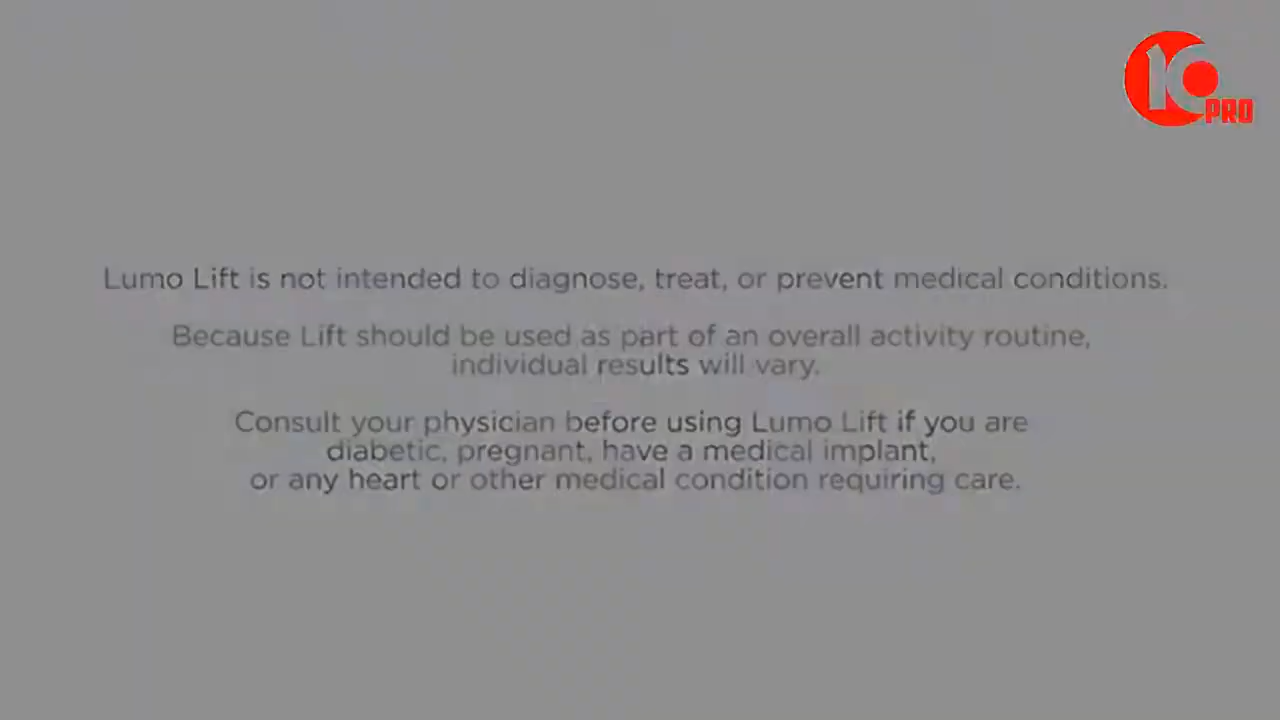 10
PRO
Lumo Lift is not intended to diagnose, treat, or prevent medical conditions.
Because Lift should be used as part of an overall activity routine,
individual results will vary.
Consult your physician before using Lumo Lift if you are
diabetic, pregnant, have a medical implant,
or any heart or other medical condition requiring care.